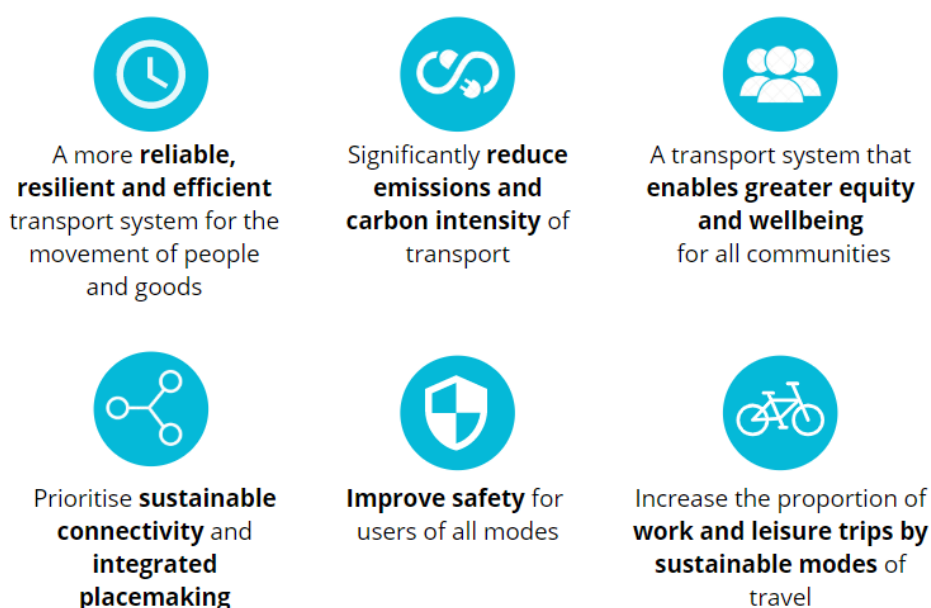 A more reliable,
resilient and efficient
transport system for the
movement of people
and goods
Significantly reduce
emissions and
carbon intensity of
transport
A transport system that
enables greater equity
and wellbeing
for all communities
Prioritise sustainable
connectivity and
integrated
placemaking
Improve safety for
users of all modes
Increase the proportion of
work and leisure trips by
sustainable modes of
travel